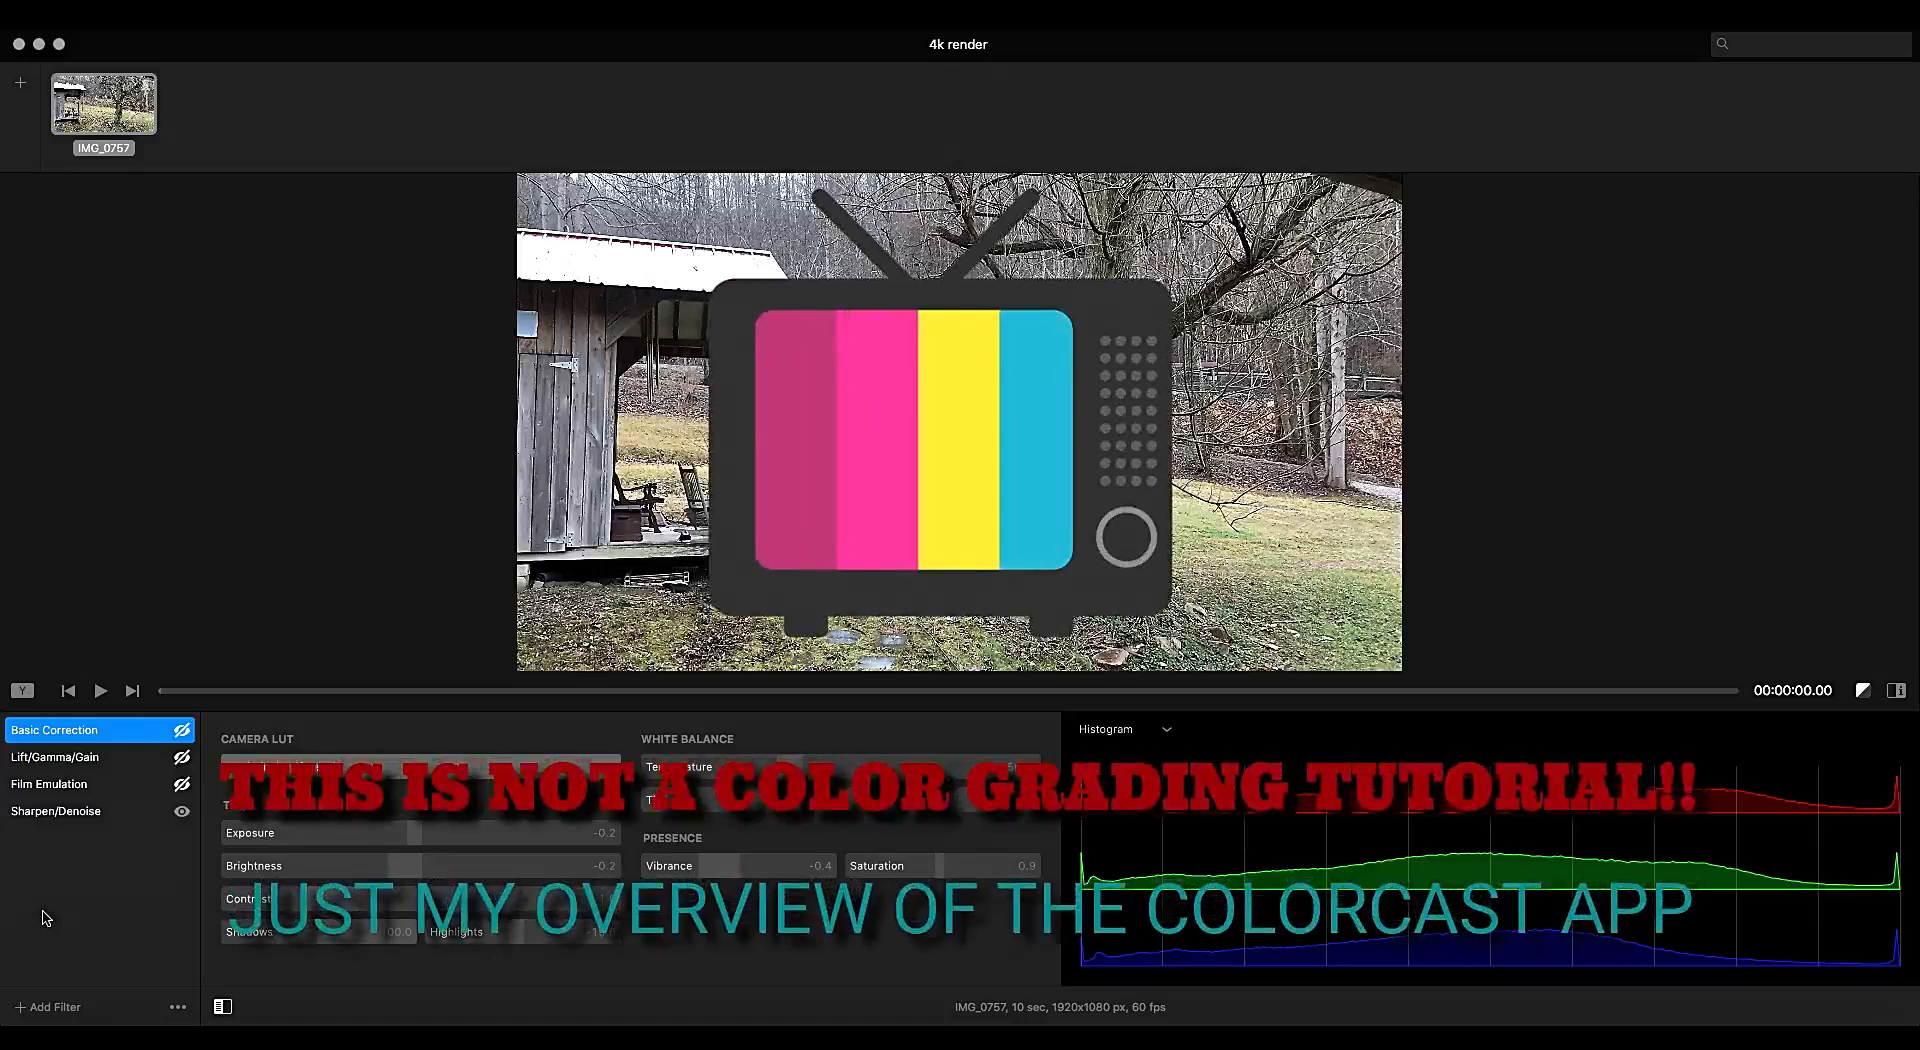 4k render
IMG_0757
00:00:00.00
Basic Correction
Lift/Gamma/Gain
Film Emulation
Sharpen/Denoise
CAMERA LUT
WHITE BALANCE
Histogram
THIS IS NOT A COLOR GRADING TUTORIAL!!
PRESENCE
Exposure -0.2
Brightness -0.2
Vibrance -0.4
Saturation 0.9
JUST MY OVERVIEW OF THE COLORCAST APP
Contrast
Shadows
Highlights
Add Filter
IMG_0757, 10 sec, 1920x1080 px, 60 fps